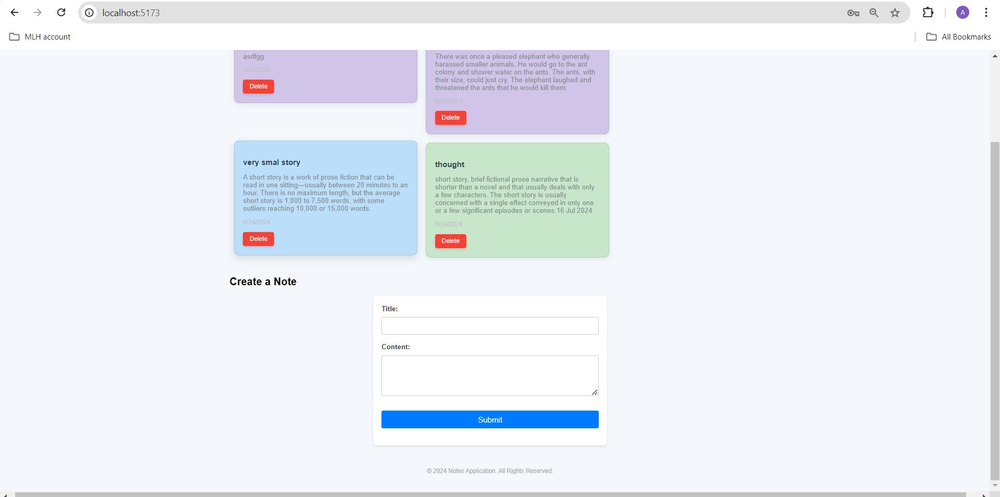 localhost:5173
A
MLH account
All Bookmarks
asdfgg
8/24/2024
Delete
There was once a pleased elephant who generally
harassed smaller animals. He would go to the ant
colony and shower water on the ants. The ants, with
their size, could just cry. The elephant laughed and
threatened the ants that he would kill them.
8/24/2024
Delete
very smal story
A short story is a work of prose fiction that can be
read in one sitting—usually between 20 minutes to an
hour. There is no maximum length, but the average
short story is 1,000 to 7,500 words, with some
outliers reaching 10,000 or 15,000 words.
8/24/2024
Delete
thought
short story, brief fictional prose narrative that is
shorter than a novel and that usually deals with only
a few characters. The short story is usually
concerned with a single effect conveyed in only one
or a few significant episodes or scenes.16 Jul 2024
8/24/2024
Delete
Create a Note
Title:
Content:
Submit
© 2024 Notes Application. All Rights Reserved.